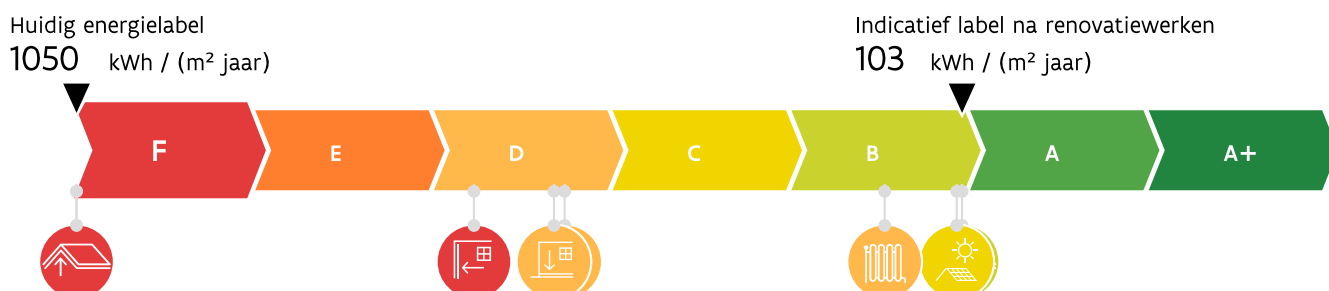 Huidig energielabel
1050 kWh / (m² jaar)
Indicatief label na renovatiewerken
103 kWh / (m² jaar)
F E D C B A A+